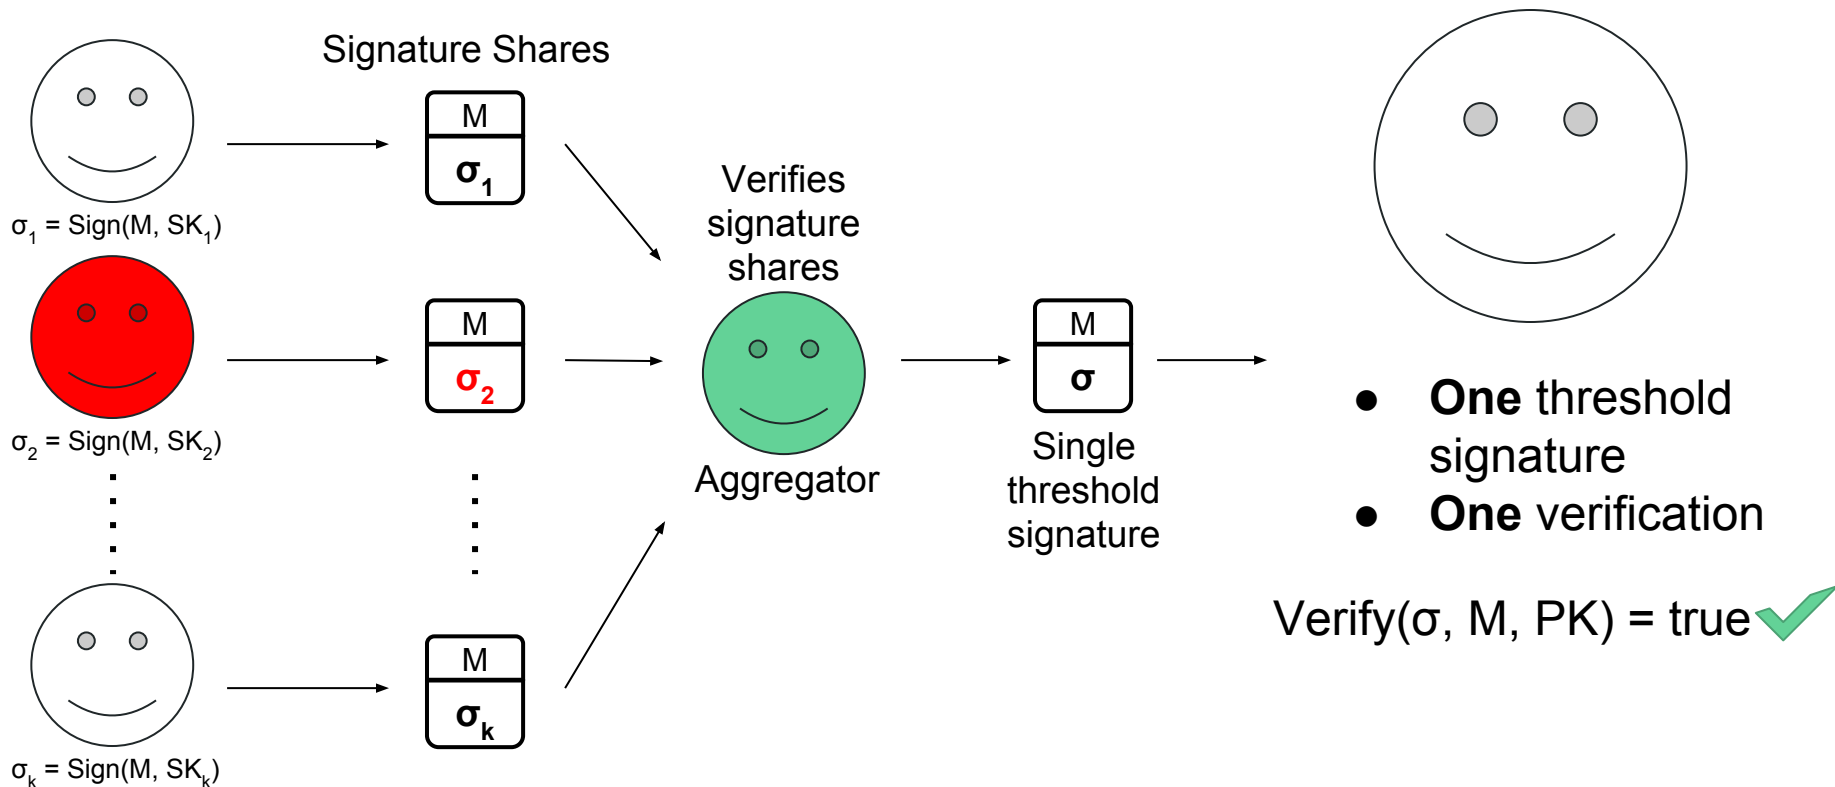 Signature Shares
M
σ1
σ1 = Sign(M, SK1)
M
σ2
σ2 = Sign(M, SK2)
M
σk
σk = Sign(M, SKk)
Verifies
signature
shares
Aggregator
M
σ
Single
threshold
signature
● One threshold
signature
● One verification
Verify(σ, M, PK) = true